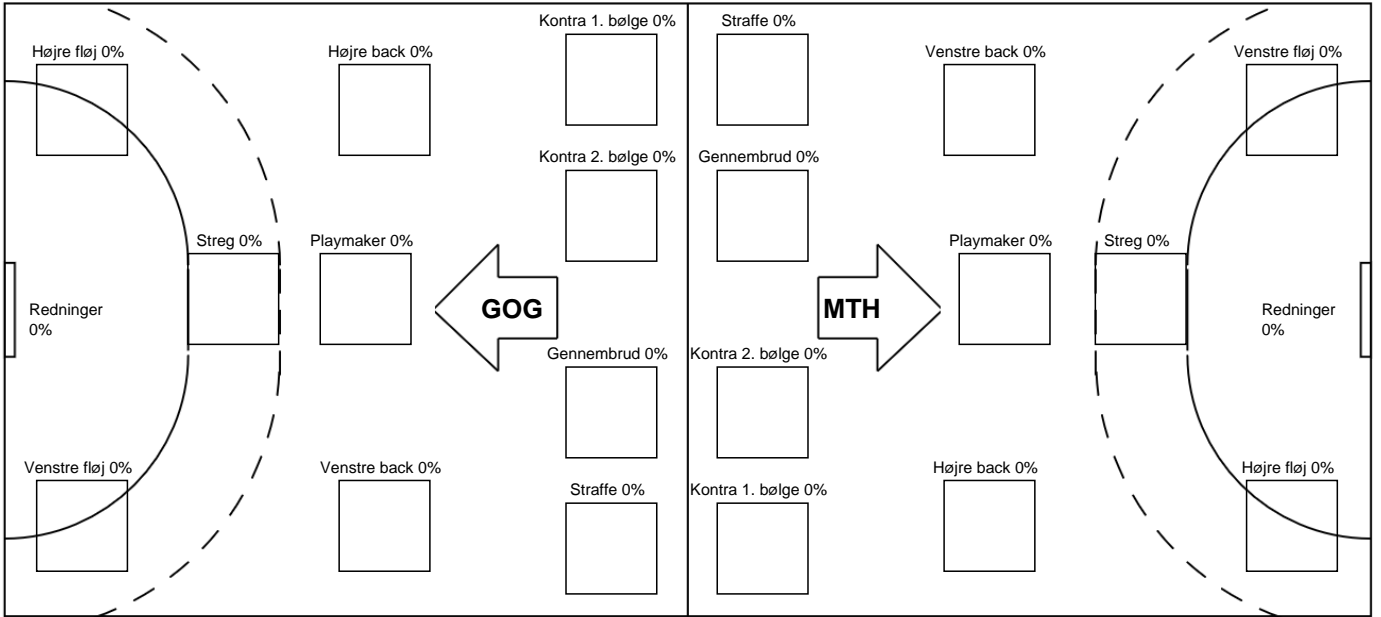 Kontra 1. bølge 0%
Straffe 0%
Højre fløj 0%
Højre back 0%
Venstre back 0%
Venstre fløj 0%
Kontra 2. bølge 0%
Gennembrud 0%
Streg 0%
Playmaker 0%
Playmaker 0%
Streg 0%
Redninger
0%
GOG
MTH
Redninger
0%
Gennembrud 0%
Kontra 2. bølge 0%
Venstre fløj 0%
Venstre back 0%
Straffe 0%
Kontra 1. bølge 0%
Højre back 0%
Højre fløj 0%